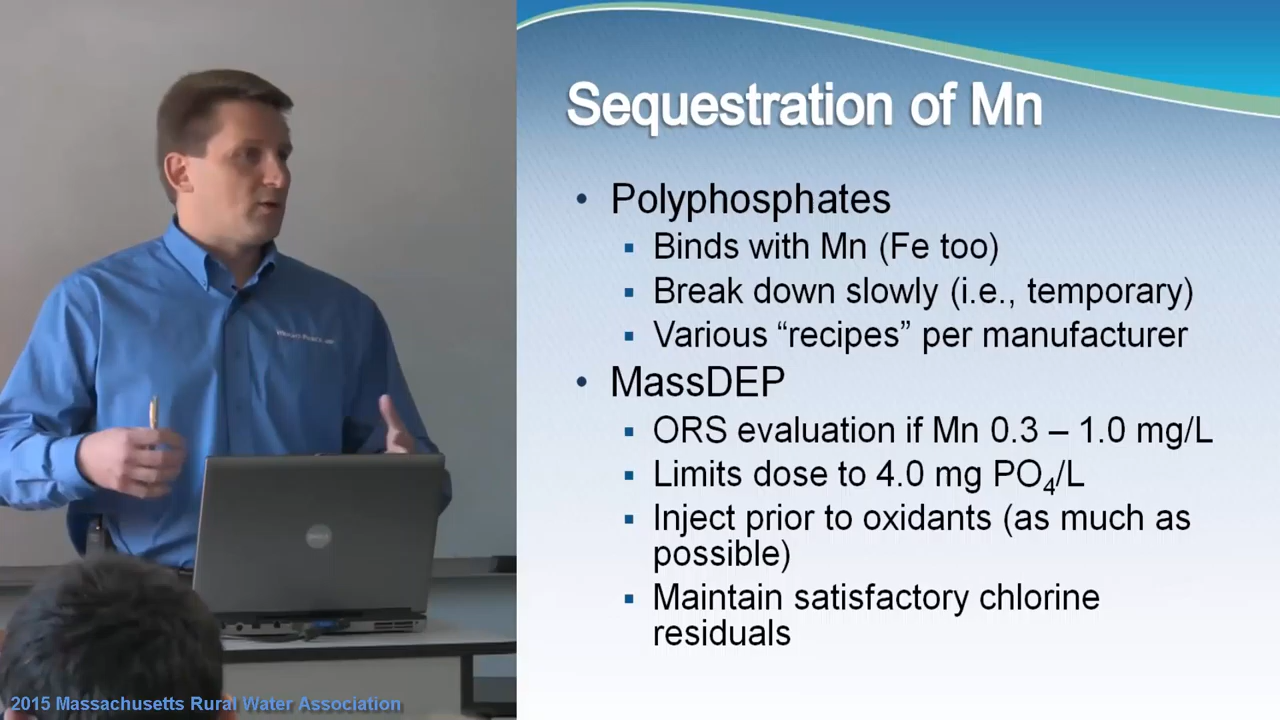 Sequestration of Mn
• Polyphosphates
▪ Binds with Mn (Fe too)
▪ Break down slowly (i.e., temporary)
▪ Various “recipes” per manufacturer
• MassDEP
▪ ORS evaluation if Mn 0.3 – 1.0 mg/L
▪ Limits dose to 4.0 mg PO₄/L
▪ Inject prior to oxidants (as much as
possible)
▪ Maintain satisfactory chlorine
residuals
DELL
2015 Massachusetts Rural Water Association